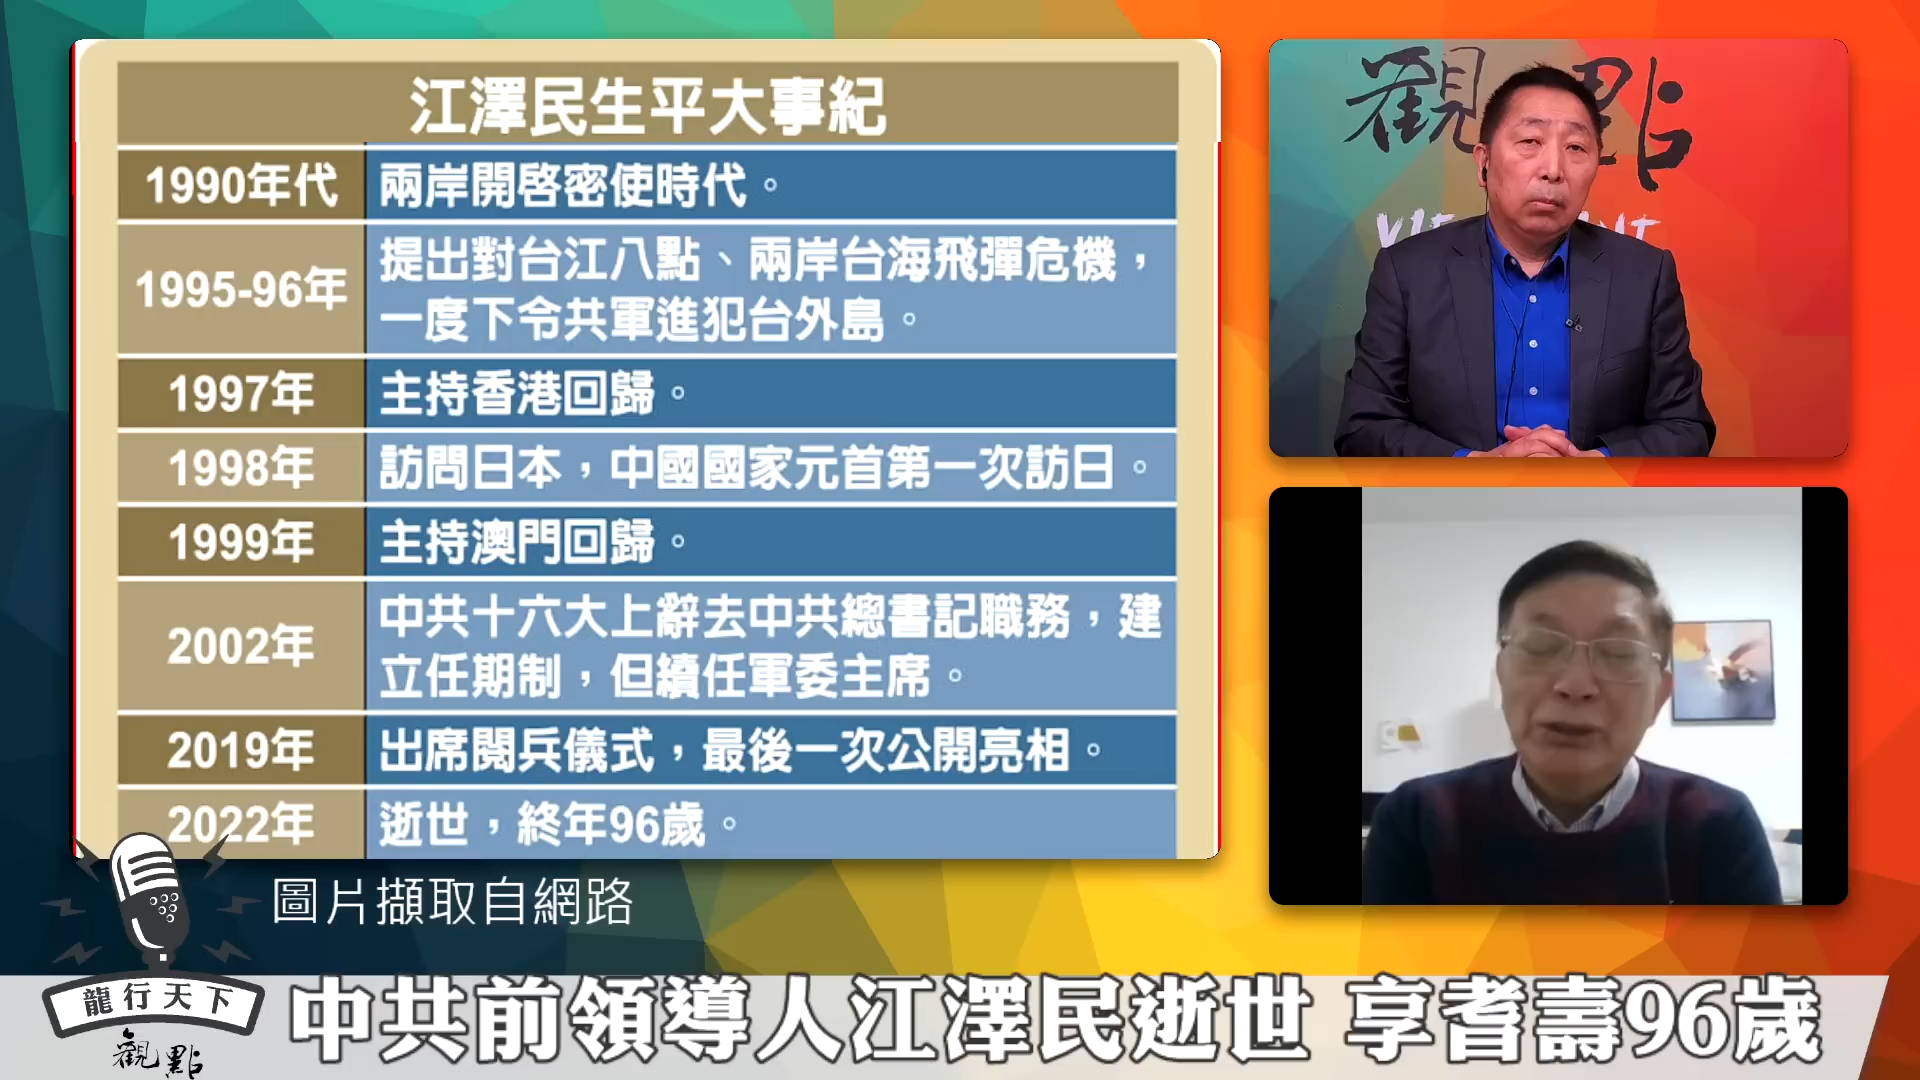 江澤民生平大事紀
1990年代 兩岸開啓密使時代。
1995-96年 提出對台江八點、兩岸台海飛彈危機，
一度下令共軍進犯台外島。
1997年 主持香港回歸。
1998年 訪問日本，中國國家元首第一次訪日。
1999年 主持澳門回歸。
2002年 中共十六大上辭去中共總書記職務，建
立任期制，但續任軍委主席。
2019年 出席閱兵儀式，最後一次公開亮相。
2022年 逝世，終年96歲。
圖片擷取自網路
觀點
龍行天下
觀點
中共前領導人江澤民逝世 享耆壽96歲